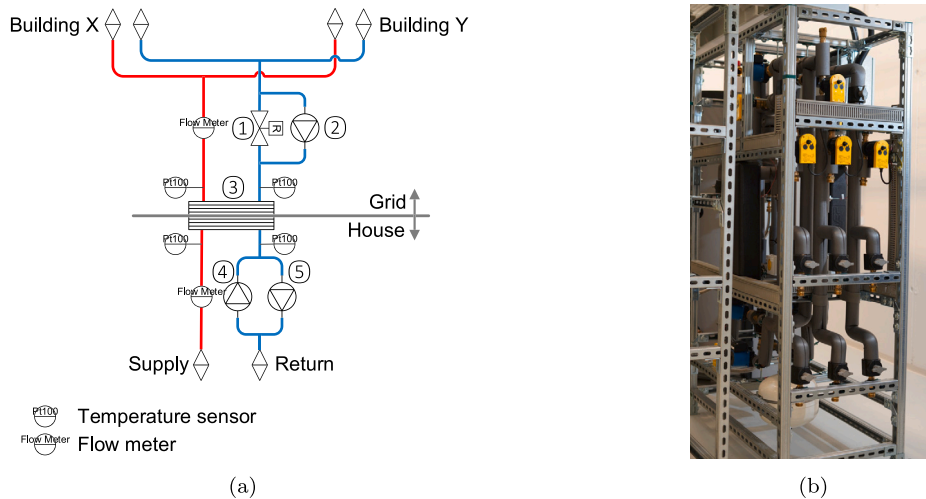 Building X
Building Y
Flow Meter
1
R
2
Pt100
3
Pt100
Grid
House
Pt100
Pt100
4
5
Flow Meter
Supply
Return
Pt100
Temperature sensor
Flow Meter
Flow meter
(a)
(b)